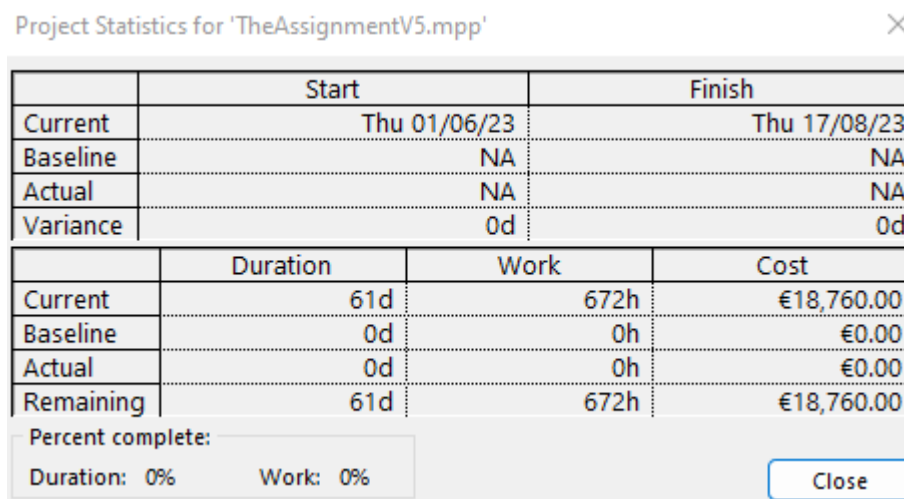 Project Statistics for 'TheAssignmentV5.mpp'
Start Finish
Current Thu 01/06/23 Thu 17/08/23
Baseline NA NA
Actual NA NA
Variance 0d 0d
Duration Work Cost
Current 61d 672h €18,760.00
Baseline 0d 0h €0.00
Actual 0d 0h €0.00
Remaining 61d 672h €18,760.00
Percent complete:
Duration: 0% Work: 0% Close